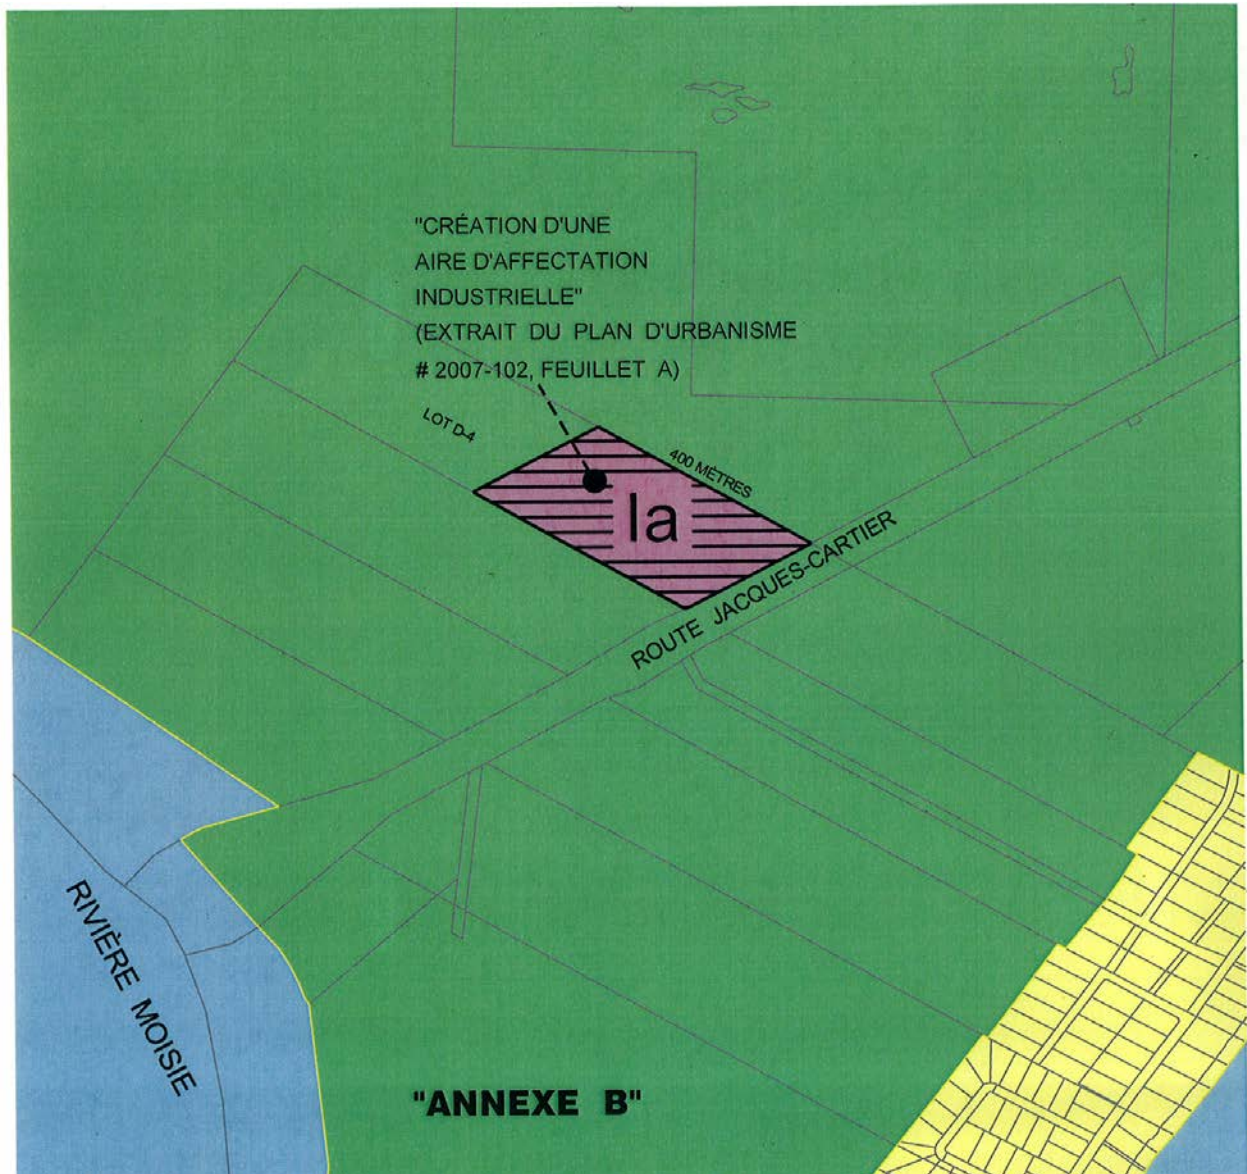 "CRÉATION D'UNE
AIRE D'AFFECTATION
INDUSTRIELLE"
(EXTRAIT DU PLAN D'URBANISME
# 2007-102, FEUILLET A)
LOT D-4
400 MÈTRES
Ia
ROUTE JACQUES-CARTIER
RIVIÈRE MOISIE
"ANNEXE B"